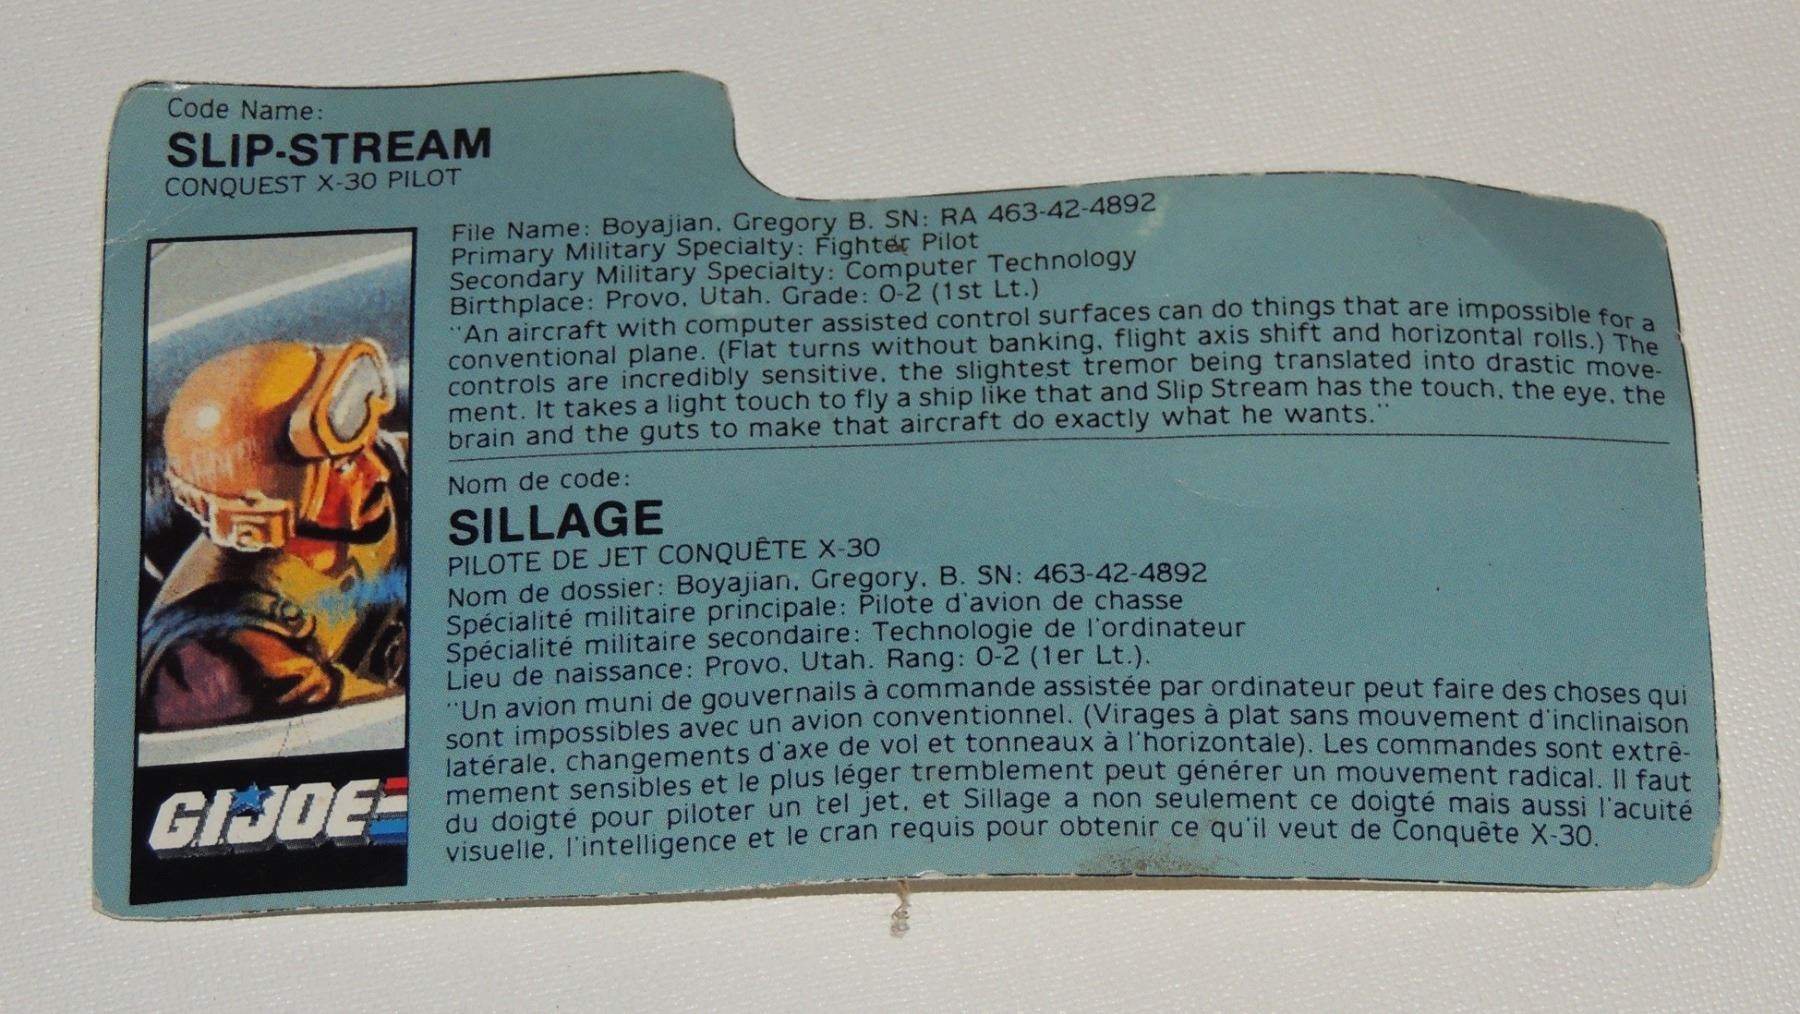 Code Name:
SLIP-STREAM
CONQUEST X-30 PILOT
File Name: Boyajian, Gregory B. SN: RA 463-42-4892
Primary Military Specialty: Fighter Pilot
Secondary Military Specialty: Computer Technology
Birthplace: Provo, Utah. Grade: O-2 (1st Lt.)
"An aircraft with computer assisted control surfaces can do things that are impossible for a
conventional plane. (Flat turns without banking, flight axis shift and horizontal rolls.) The
controls are incredibly sensitive, the slightest tremor being translated into drastic move-
ment. It takes a light touch to fly a ship like that and Slip Stream has the touch, the eye, the
brain and the guts to make that aircraft do exactly what he wants."
Nom de code:
SILLAGE
PILOTE DE JET CONQUÊTE X-30
Nom de dossier: Boyajian, Gregory, B. SN: 463-42-4892
Spécialité militaire principale: Pilote d'avion de chasse
Spécialité militaire secondaire: Technologie de l'ordinateur
Lieu de naissance: Provo, Utah. Rang: O-2 (1er Lt.).
"Un avion muni de gouvernails à commande assistée par ordinateur peut faire des choses qui
sont impossibles avec un avion conventionnel. (Virages à plat sans mouvement d'inclinaison
latérale, changements d'axe de vol et tonneaux à l'horizontale). Les commandes sont extrê-
mement sensibles et le plus léger tremblement peut générer un mouvement radical. Il faut
du doigté pour piloter un tel jet, et Sillage a non seulement ce doigté mais aussi l'acuité
visuelle, l'intelligence et le cran requis pour obtenir ce qu'il veut de Conquête X-30.
G.I. JOE